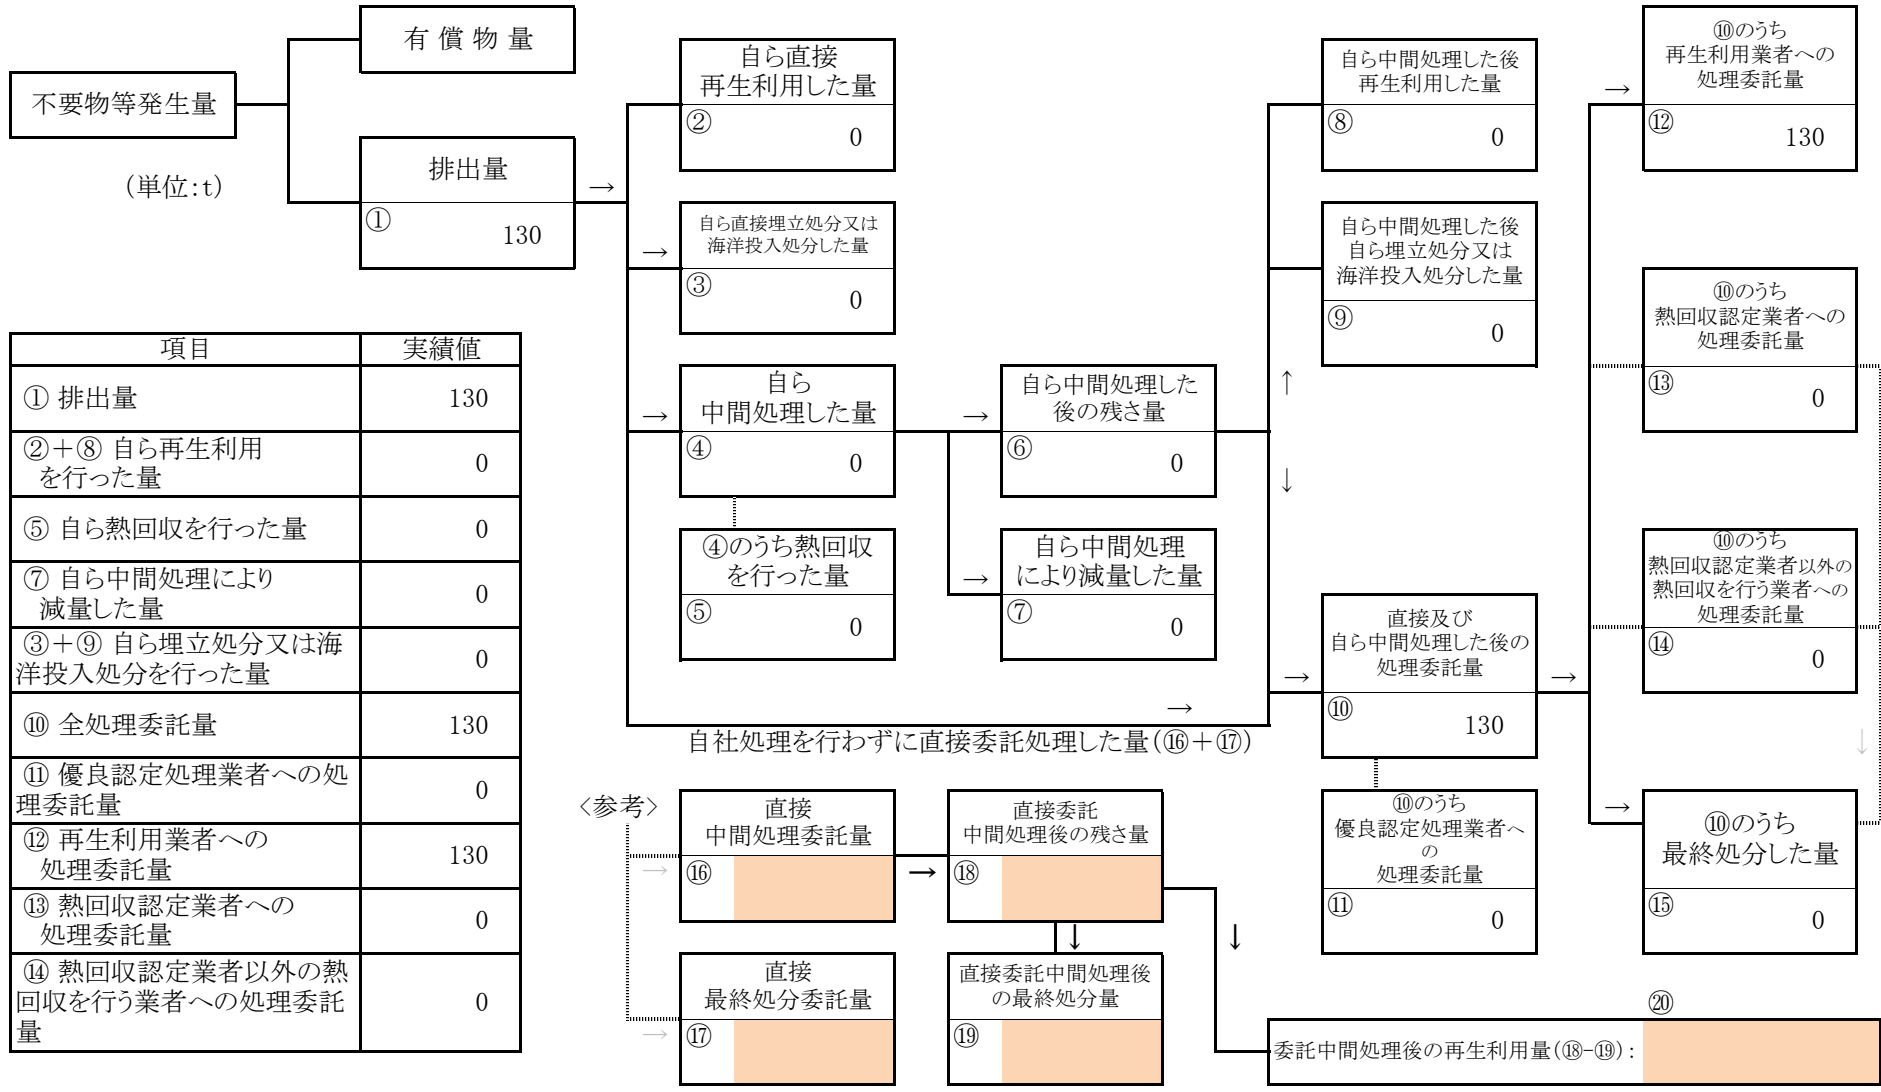 不要物等発生量
(単位:t)
有 償 物 量
排出量
①
130
→
自ら直接
再生利用した量
②
0
→
自ら直接埋立処分又は
海洋投入処分した量
③
0
→
自ら
中間処理した量
④
0
④のうち熱回収
を行った量
⑤
0
→
自ら中間処理した
後の残さ量
⑥
0
→
自ら中間処理
により減量した量
⑦
0
→
自社処理を行わずに直接委託処理した量(⑯+⑰)
自ら中間処理した後
再生利用した量
⑧
0
自ら中間処理した後
自ら埋立処分又は
海洋投入処分した量
⑨
0
↑
↓
→
直接及び
自ら中間処理した後の
処理委託量
⑩
130
⑩のうち
優良認定処理業者へ
の
処理委託量
⑪
0
→
→
⑩のうち
再生利用業者への
処理委託量
⑫
130
⑩のうち
熱回収認定業者への
処理委託量
⑬
0
⑩のうち
熱回収認定業者以外の
熱回収を行う業者への
処理委託量
⑭
0
↓
→
⑩のうち
最終処分した量
⑮
0
項目 実績値
① 排出量 130
②+⑧ 自ら再生利用
を行った量 0
⑤ 自ら熱回収を行った量 0
⑦ 自ら中間処理により
減量した量 0
③+⑨ 自ら埋立処分又は海
洋投入処分を行った量 0
⑩ 全処理委託量 130
⑪ 優良認定処理業者への処
理委託量 0
⑫ 再生利用業者への
処理委託量 130
⑬ 熱回収認定業者への
処理委託量 0
⑭ 熱回収認定業者以外の熱
回収を行う業者への処理委託
量 0
<参考>
→
直接
中間処理委託量
⑯
→
直接委託
中間処理後の残さ量
⑱
↓
↓
→
直接
最終処分委託量
⑰
直接委託中間処理後
の最終処分量
⑲
⑳
委託中間処理後の再生利用量(⑱-⑲):